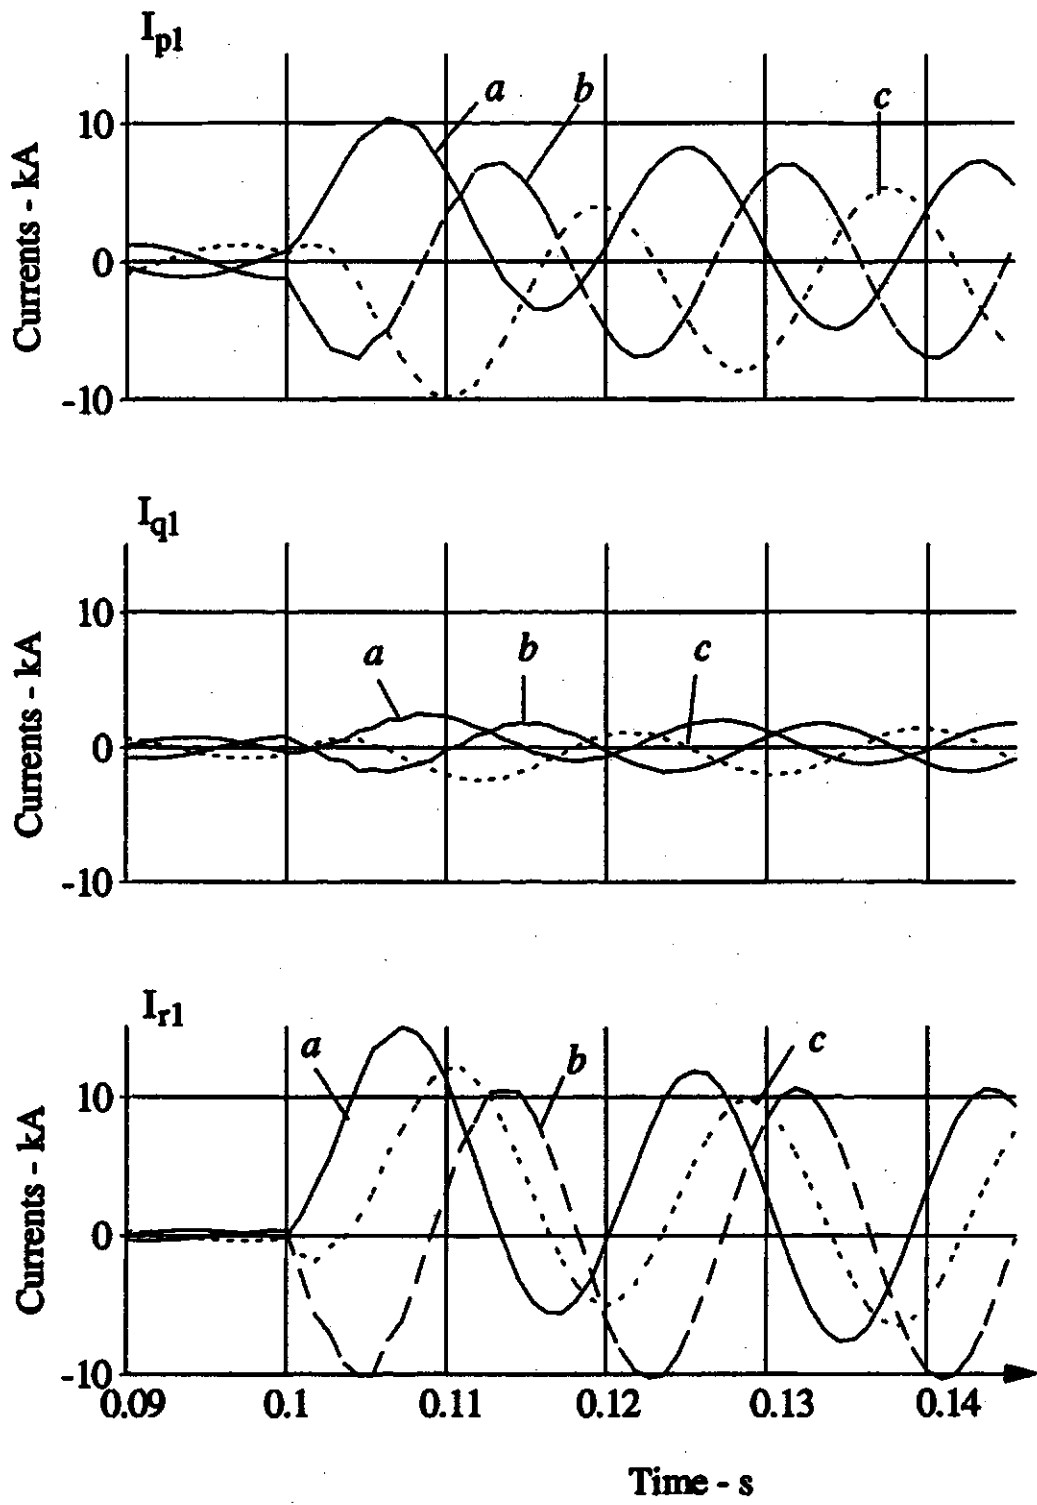 I_p1
a b c
10
0
-10
Currents - kA
I_q1
a b c
10
0
-10
Currents - kA
I_r1
a b c
10
0
-10
Currents - kA
0.09 0.1 0.11 0.12 0.13 0.14
Time - s